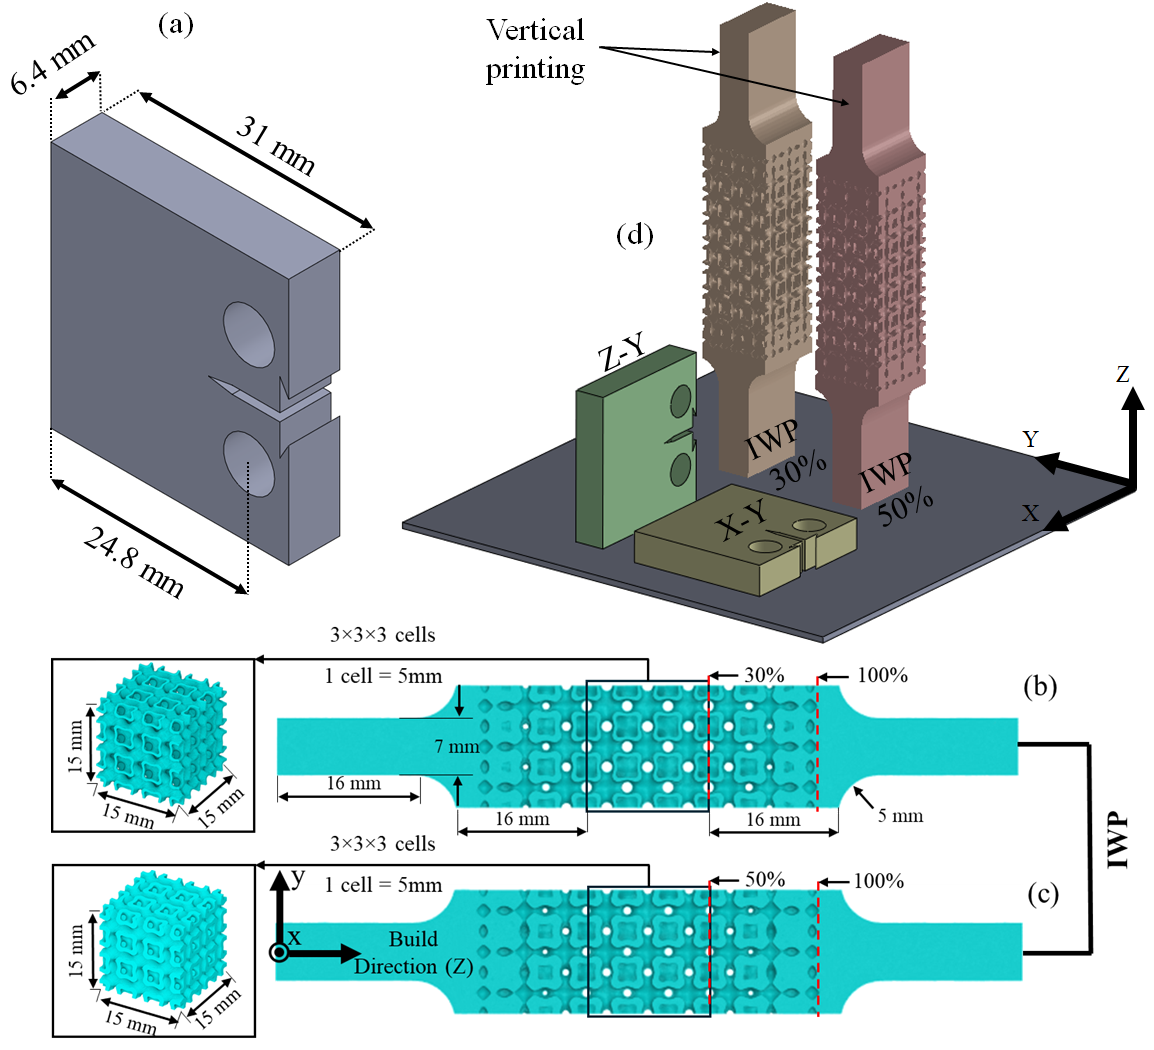 (a)
6.4 mm
31 mm
24.8 mm
Vertical
printing
(d)
Z-Y
IWP
30%
IWP
50%
X-Y
Z
Y
X
3×3×3 cells
1 cell = 5mm
30%
100%
(b)
15 mm
15 mm
15 mm
7 mm
16 mm
16 mm
16 mm
5 mm
IWP
3×3×3 cells
1 cell = 5mm
50%
100%
(c)
y
x
Build
Direction (Z)
15 mm
15 mm
15 mm